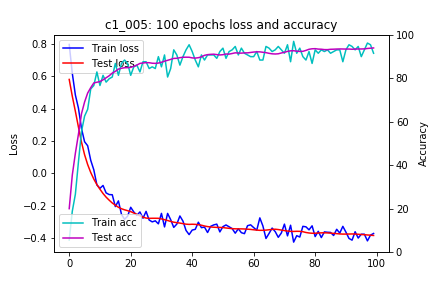 c1_005: 100 epochs loss and accuracy
Train loss
Test loss
Train acc
Test acc
Loss
Accuracy
0.8
0.6
0.4
0.2
0.0
−0.2
−0.4
100
80
60
40
20
0
0 20 40 60 80 100